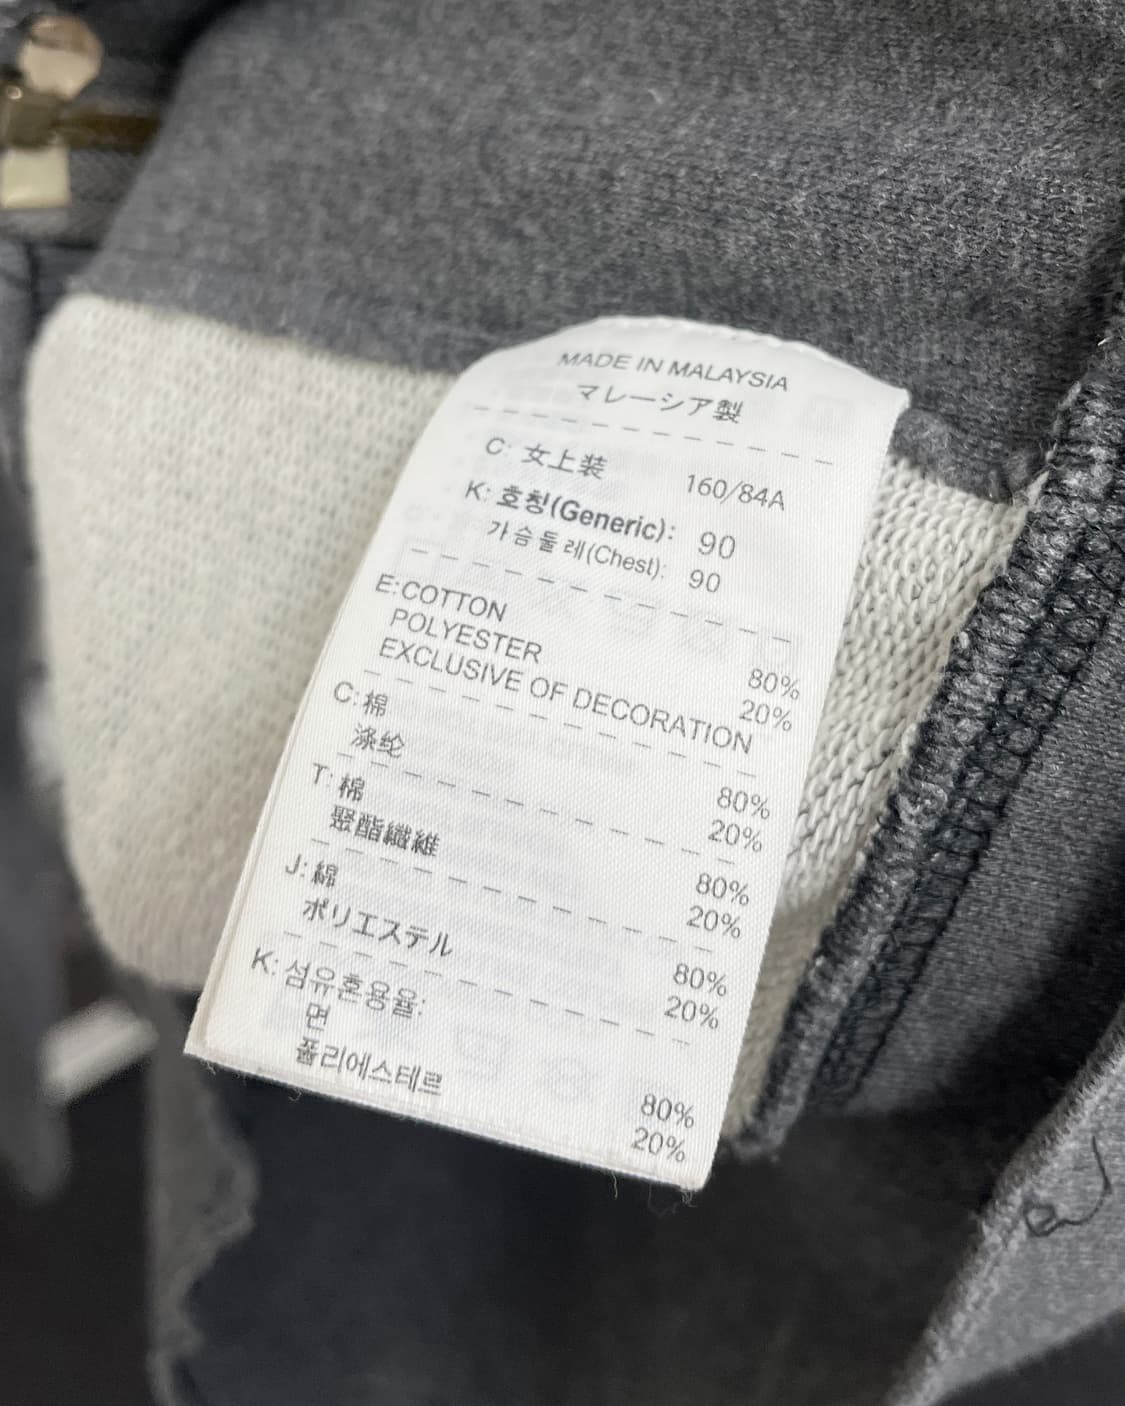 MADE IN MALAYSIA
マレーシア製
C: 女上装 160/84A
K: 호칭(Generic): 90
가슴둘레(Chest): 90
E:COTTON 80%
POLYESTER 20%
EXCLUSIVE OF DECORATION
C: 棉 80%
涤纶 20%
T: 棉 80%
聚酯纖維 20%
J: 綿 80%
ポリエステル 20%
K: 섬유혼용율:
면 80%
폴리에스테르 20%